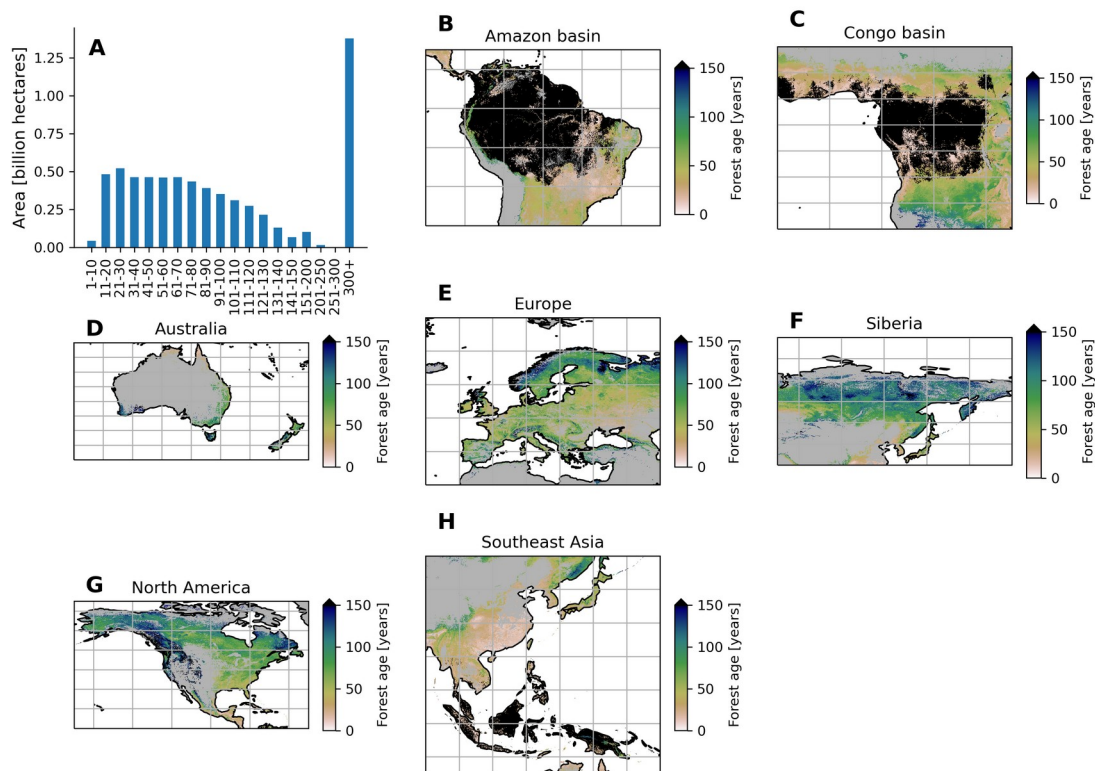 A
Area [billion hectares]
1.25
1.00
0.75
0.50
0.25
0.00
1-10
11-20
21-30
31-40
41-50
51-60
61-70
71-80
81-90
91-100
101-110
111-120
121-130
131-140
141-150
151-200
201-250
251-300
300+
B
Amazon basin
150
100
50
0
Forest age [years]
C
Congo basin
150
100
50
0
Forest age [years]
D
Australia
150
100
50
0
Forest age [years]
E
Europe
150
100
50
0
Forest age [years]
F
Siberia
150
100
50
0
Forest age [years]
G
North America
150
100
50
0
Forest age [years]
H
Southeast Asia
150
100
50
0
Forest age [years]